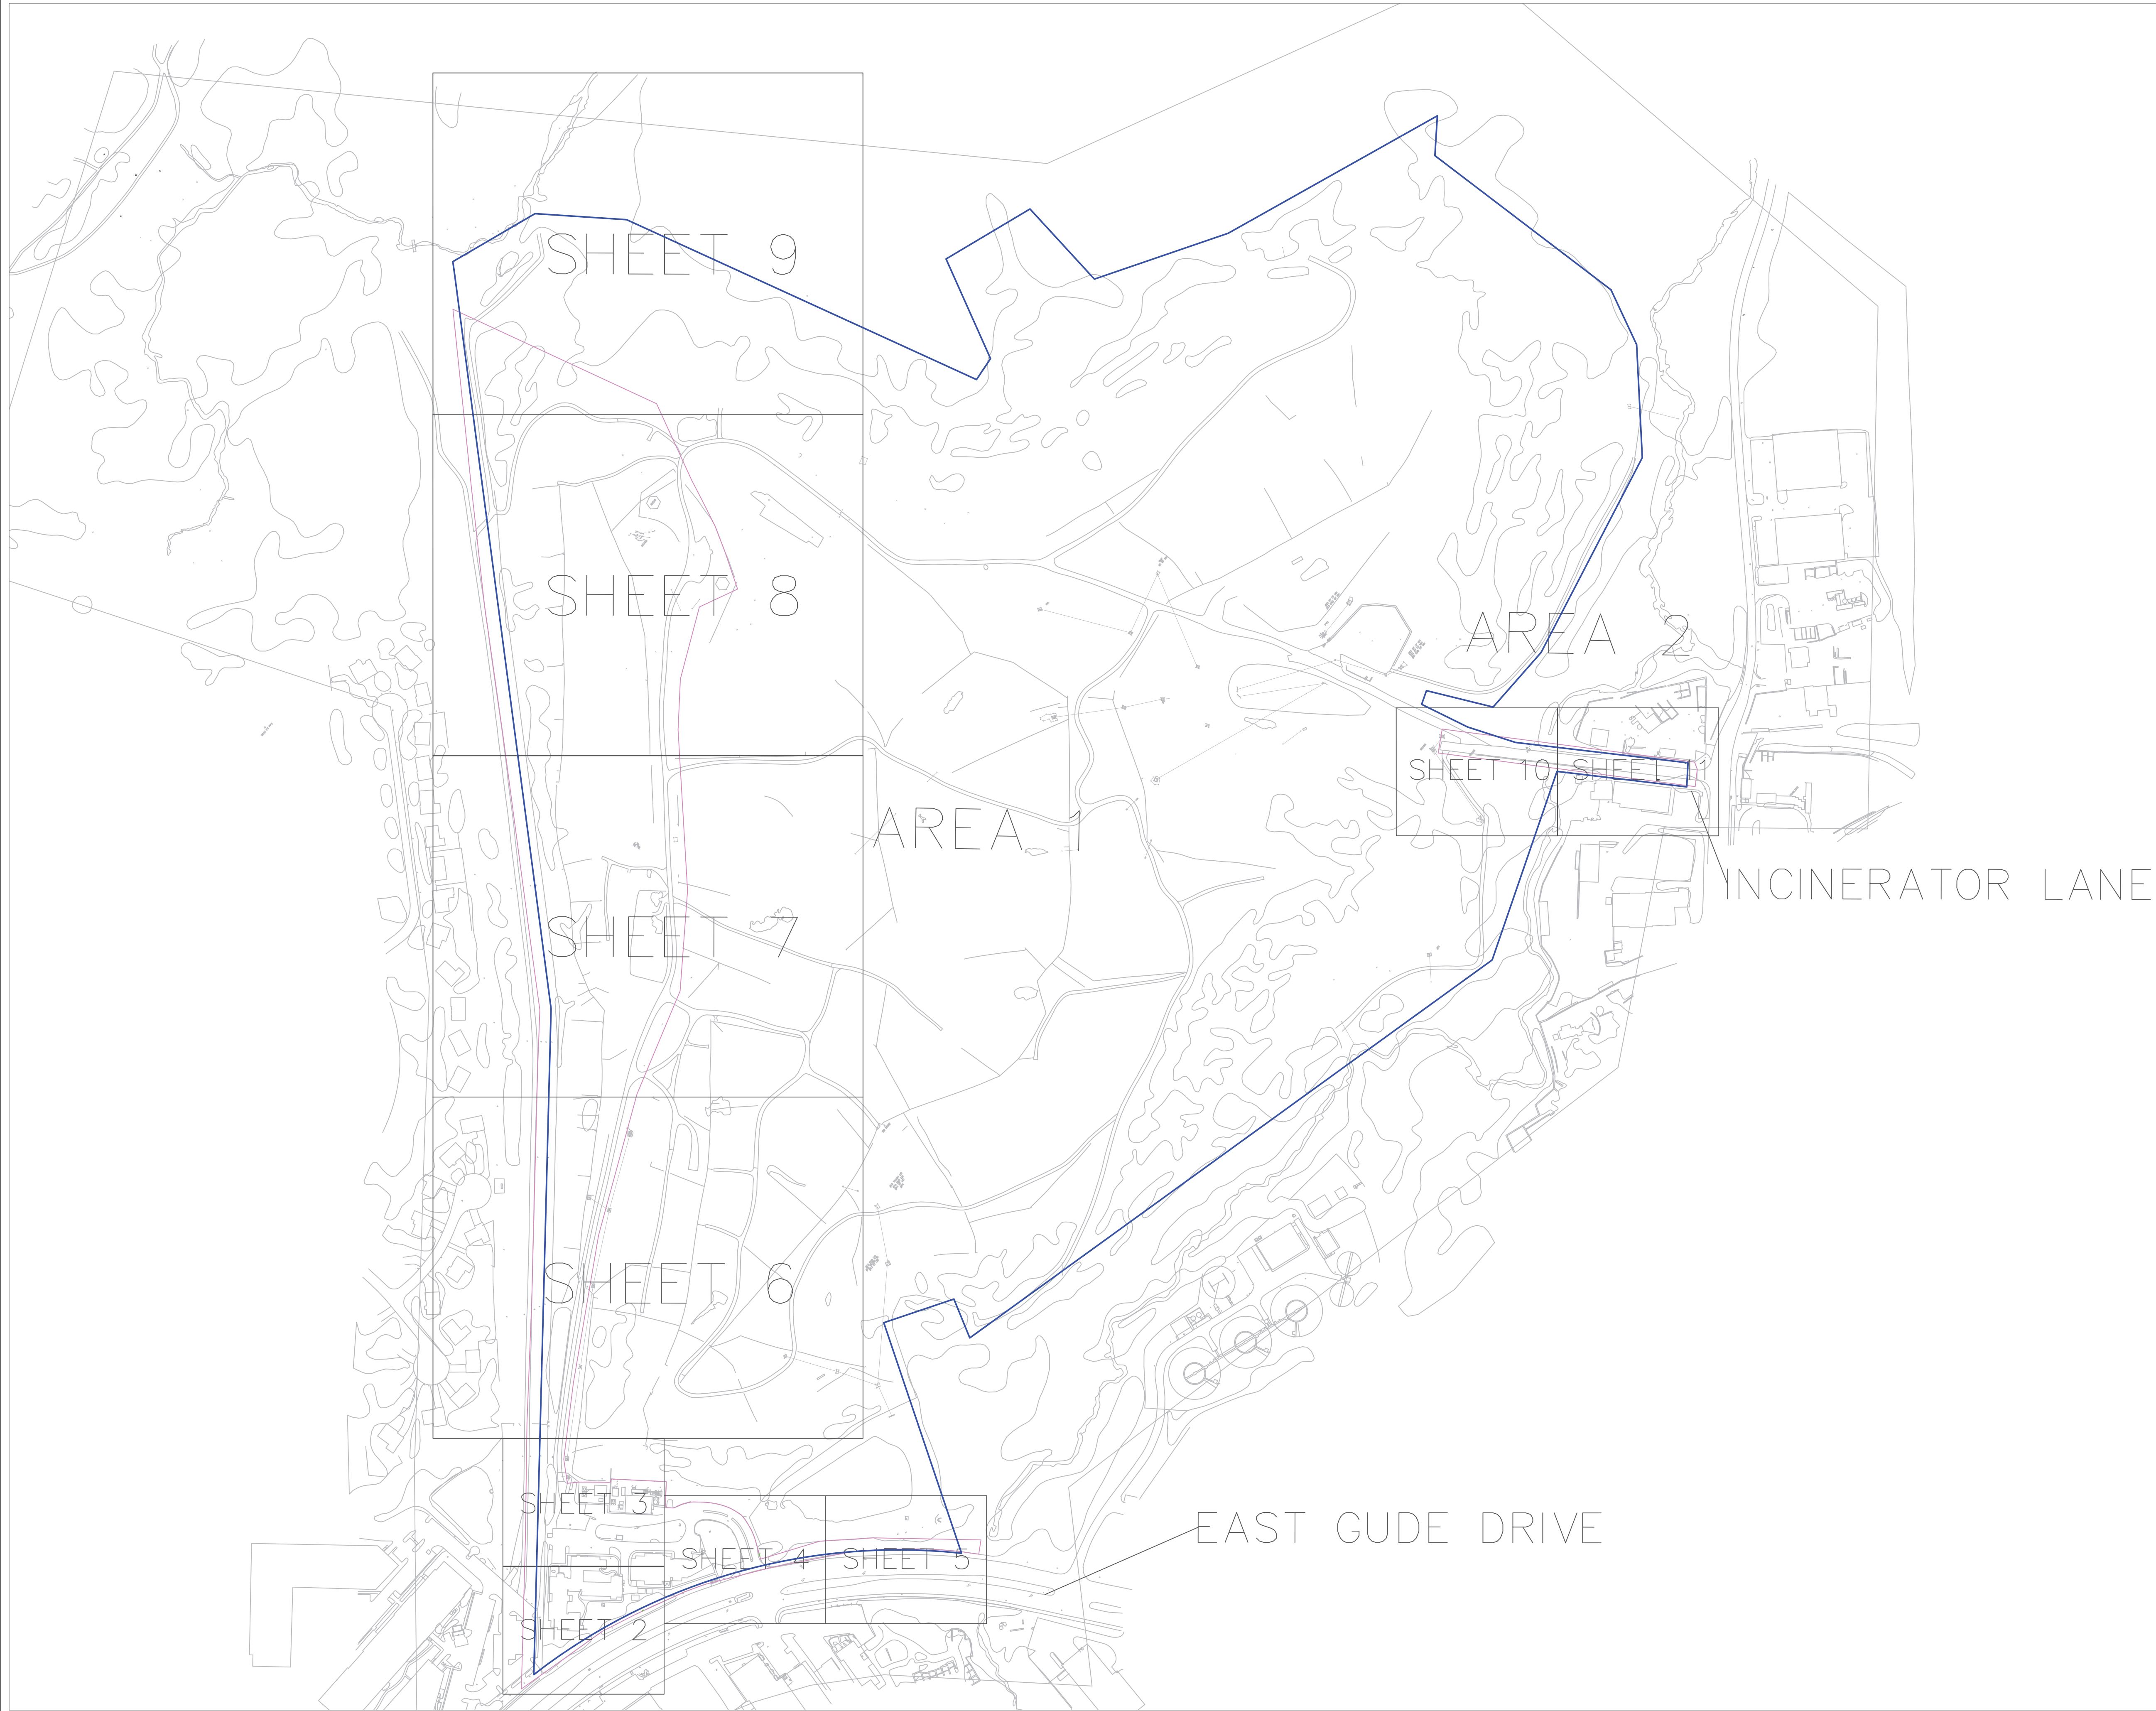 SHEET 9
SHEET 8
AREA 2
SHEET 10 SHEET 11
AREA 1
INCINERATOR LANE
SHEET 7
SHEET 6
SHEET 3
EAST GUDE DRIVE
SHEET 4 SHEET 5
SHEET 2